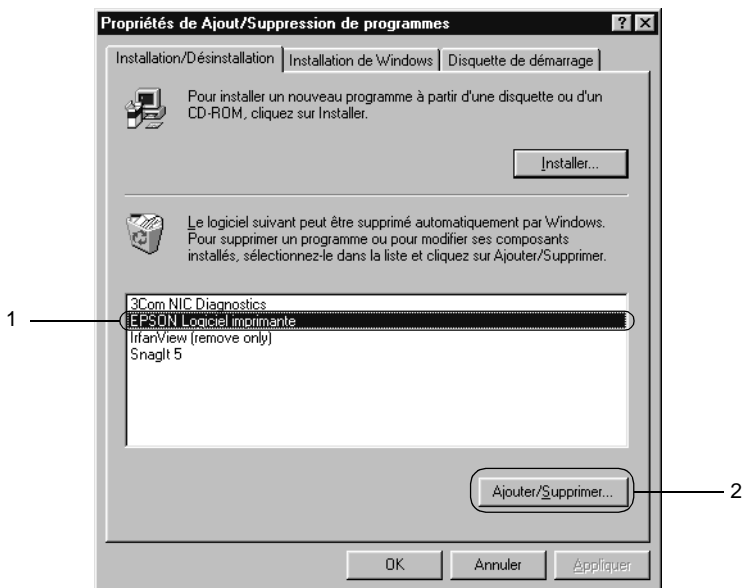 Propriétés de Ajout/Suppression de programmes
Installation/Désinstallation
Installation de Windows
Disquette de démarrage
Pour installer un nouveau programme à partir d'une disquette ou d'un
CD-ROM, cliquez sur Installer.
Installer...
Le logiciel suivant peut être supprimé automatiquement par Windows.
Pour supprimer un programme ou pour modifier ses composants
installés, sélectionnez-le dans la liste et cliquez sur Ajouter/Supprimer.
3Com NIC Diagnostics
1
EPSON Logiciel imprimante
IrfanView (remove only)
SnagIt 5
Ajouter/Supprimer...
2
OK
Annuler
Appliquer